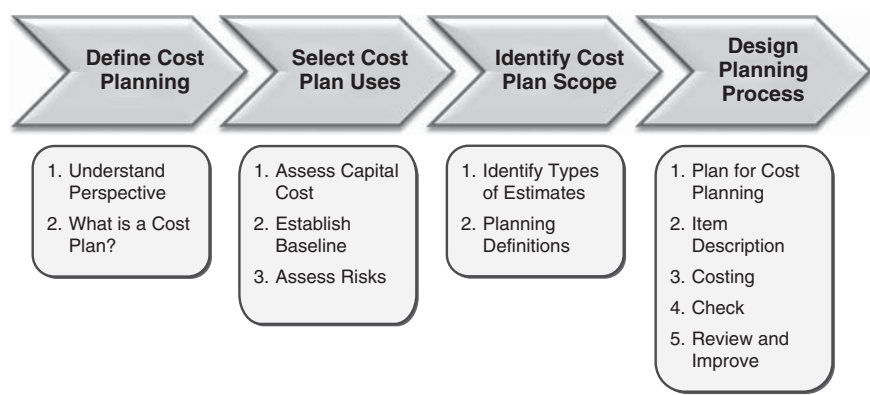 Define Cost
Planning
Select Cost
Plan Uses
Identify Cost
Plan Scope
Design
Planning
Process
1. Understand
Perspective
2. What is a Cost
Plan?
1. Assess Capital
Cost
2. Establish
Baseline
3. Assess Risks
1. Identify Types
of Estimates
2. Planning
Definitions
1. Plan for Cost
Planning
2. Item
Description
3. Costing
4. Check
5. Review and
Improve